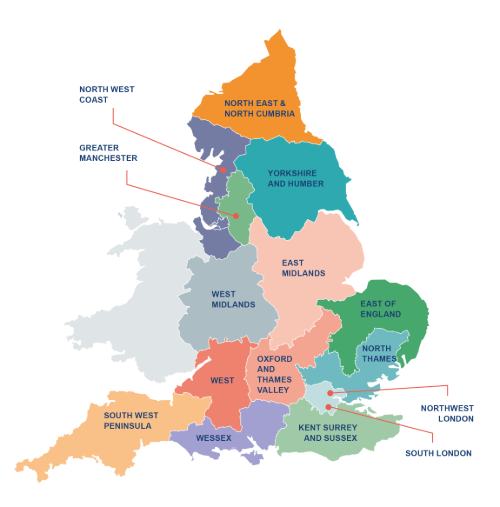 NORTH WEST
COAST
NORTH EAST &
NORTH CUMBRIA
GREATER
MANCHESTER
YORKSHIRE
AND HUMBER
EAST
MIDLANDS
WEST
MIDLANDS
EAST OF
ENGLAND
NORTH
THAMES
OXFORD
AND
THAMES
VALLEY
WEST
SOUTH WEST
PENINSULA
WESSEX
KENT SURREY
AND SUSSEX
NORTHWEST
LONDON
SOUTH LONDON